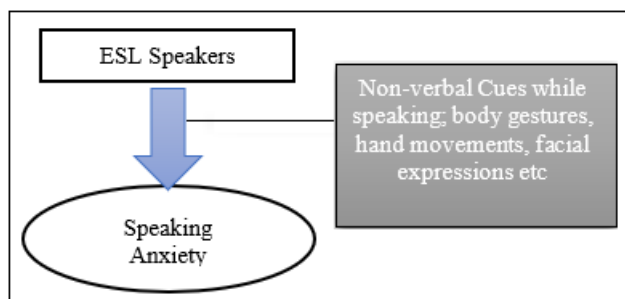 ESL Speakers
Non-verbal Cues while
speaking; body gestures,
hand movements, facial
expressions etc
Speaking
Anxiety